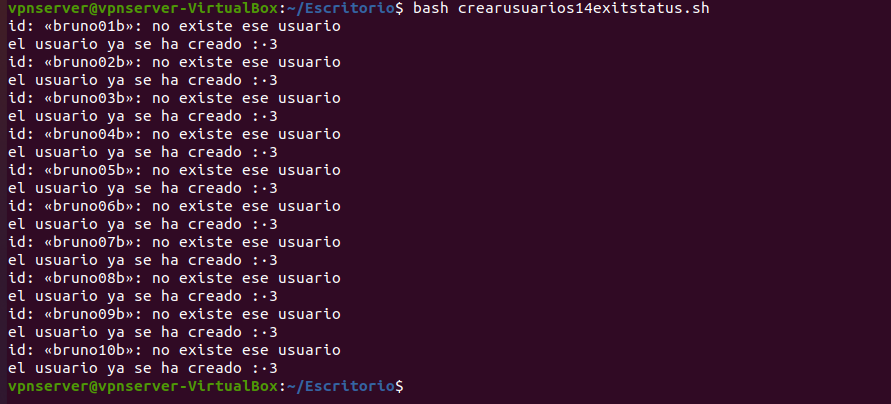 vpnserver@vpnserver-VirtualBox:~/Escritorio$ bash crearusuarios14exitstatus.sh
id: «bruno01b»: no existe ese usuario
el usuario ya se ha creado :·3
id: «bruno02b»: no existe ese usuario
el usuario ya se ha creado :·3
id: «bruno03b»: no existe ese usuario
el usuario ya se ha creado :·3
id: «bruno04b»: no existe ese usuario
el usuario ya se ha creado :·3
id: «bruno05b»: no existe ese usuario
el usuario ya se ha creado :·3
id: «bruno06b»: no existe ese usuario
el usuario ya se ha creado :·3
id: «bruno07b»: no existe ese usuario
el usuario ya se ha creado :·3
id: «bruno08b»: no existe ese usuario
el usuario ya se ha creado :·3
id: «bruno09b»: no existe ese usuario
el usuario ya se ha creado :·3
id: «bruno10b»: no existe ese usuario
el usuario ya se ha creado :·3
vpnserver@vpnserver-VirtualBox:~/Escritorio$